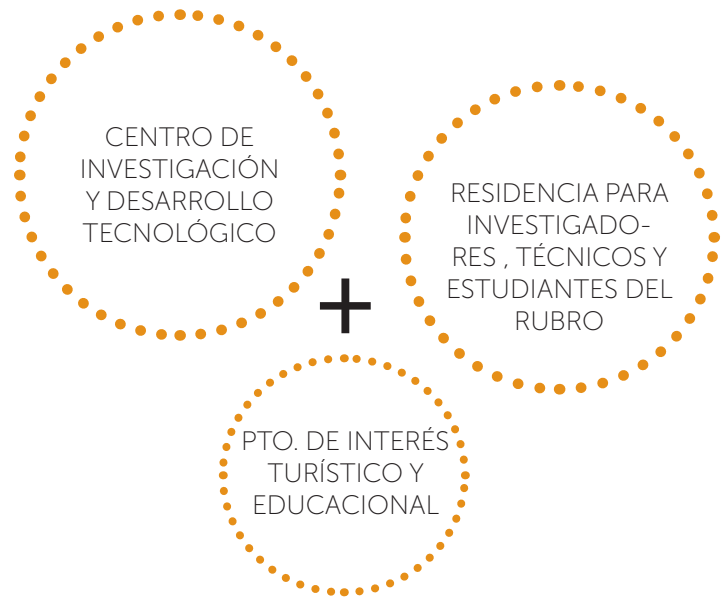 CENTRO DE
INVESTIGACIÓN
Y DESARROLLO
TECNOLÓGICO
RESIDENCIA PARA
INVESTIGADO-
RES , TÉCNICOS Y
ESTUDIANTES DEL
RUBRO
+
PTO. DE INTERÉS
TURÍSTICO Y
EDUCACIONAL